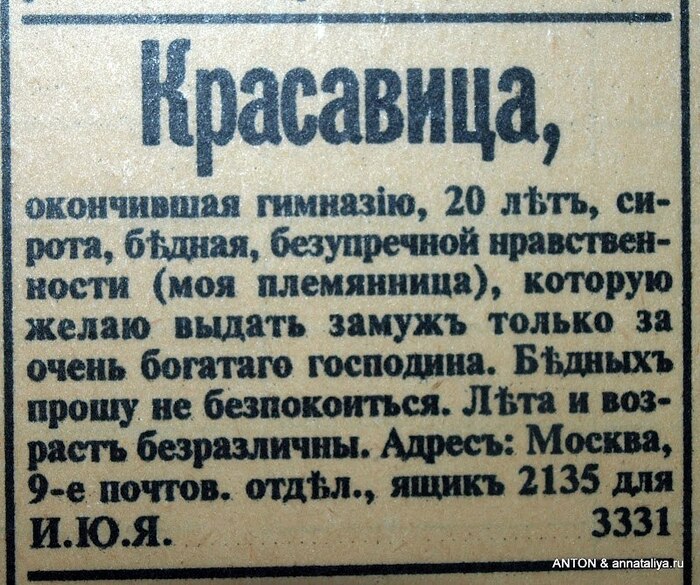 Красавица,
окончившая гимназію, 20 лѣтъ, си-
рота, бѣдная, безупречной нравствен-
ности (моя племянница), которую
желаю выдать замужъ только за
очень богатаго господина. Бѣдныхъ
прошу не безпокоиться. Лѣта и воз-
растъ безразличны. Адресъ: Москва,
9-е почтов. отдѣл., ящикъ 2135 для
И.Ю.Я. 3331
ANTON & annataliya.ru